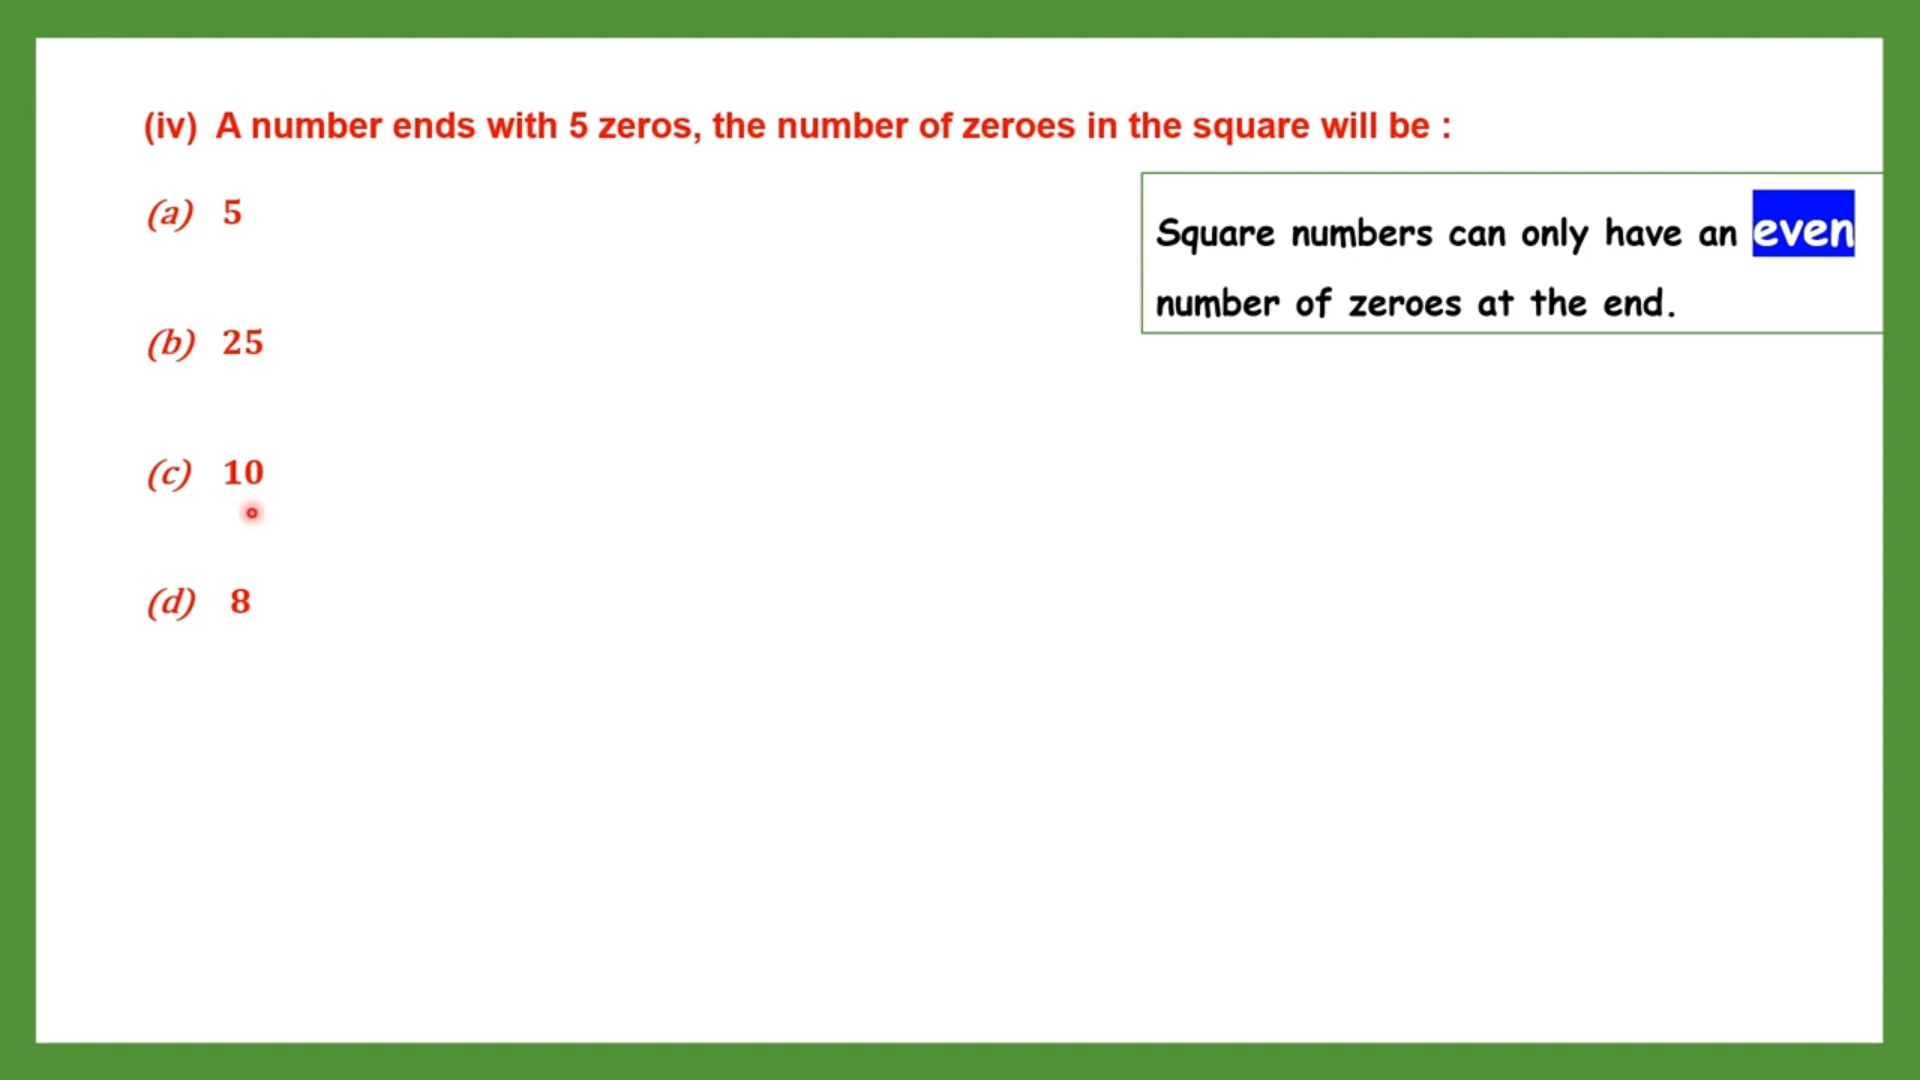 (iv) A number ends with 5 zeros, the number of zeroes in the square will be :
(a) 5
Square numbers can only have an even
number of zeroes at the end.
(b) 25
(c) 10
(d) 8